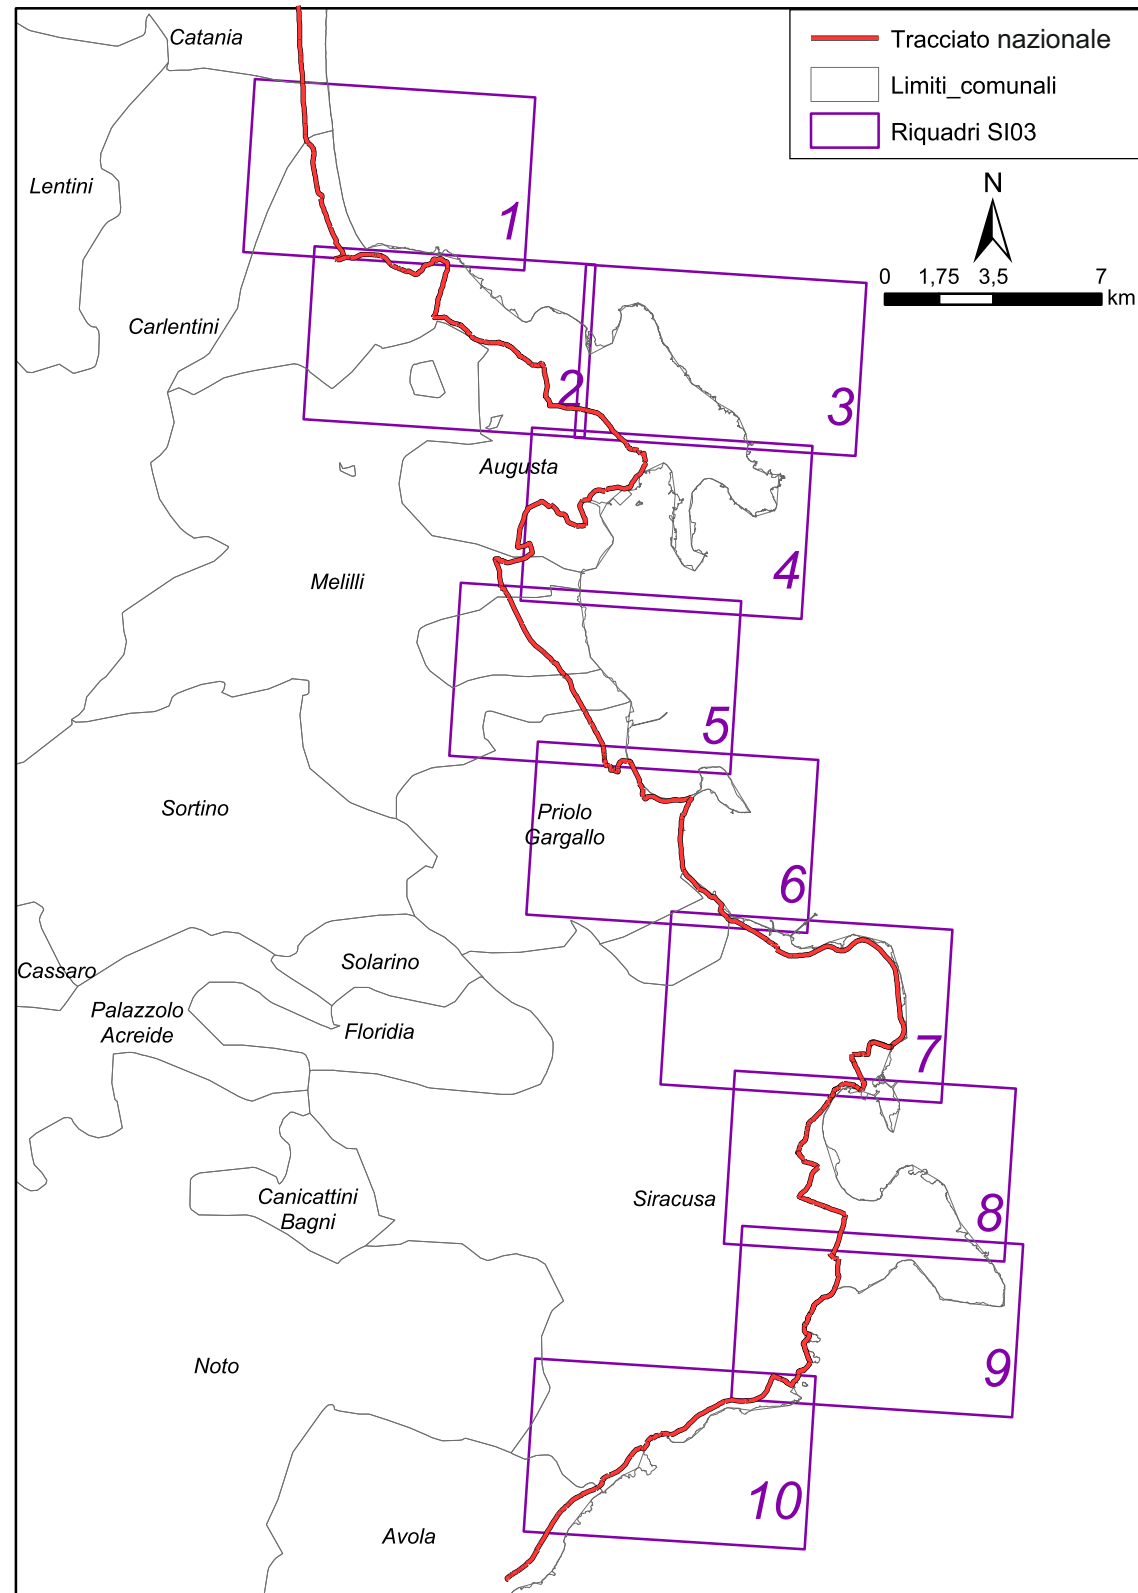 Catania
Tracciato nazionale
Limiti_comunali
Riquadri SI03
Lentini
N
1
0 1,75 3,5 7
km
Carlentini
2
3
Augusta
4
Melilli
5
Sortino
Priolo
Gargallo
6
Cassaro
Solarino
Palazzolo
Acreide
Floridia
7
Canicattini
Bagni
Siracusa
8
Noto
9
10
Avola